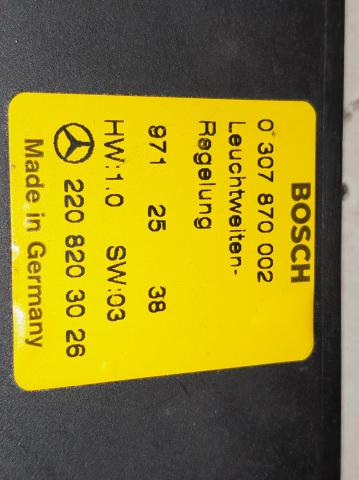 BOSCH
0 307 870 002
Leuchtweiten-
Regelung
971 25 38
HW:1.0 SW:03
220 820 30 26
Made in Germany